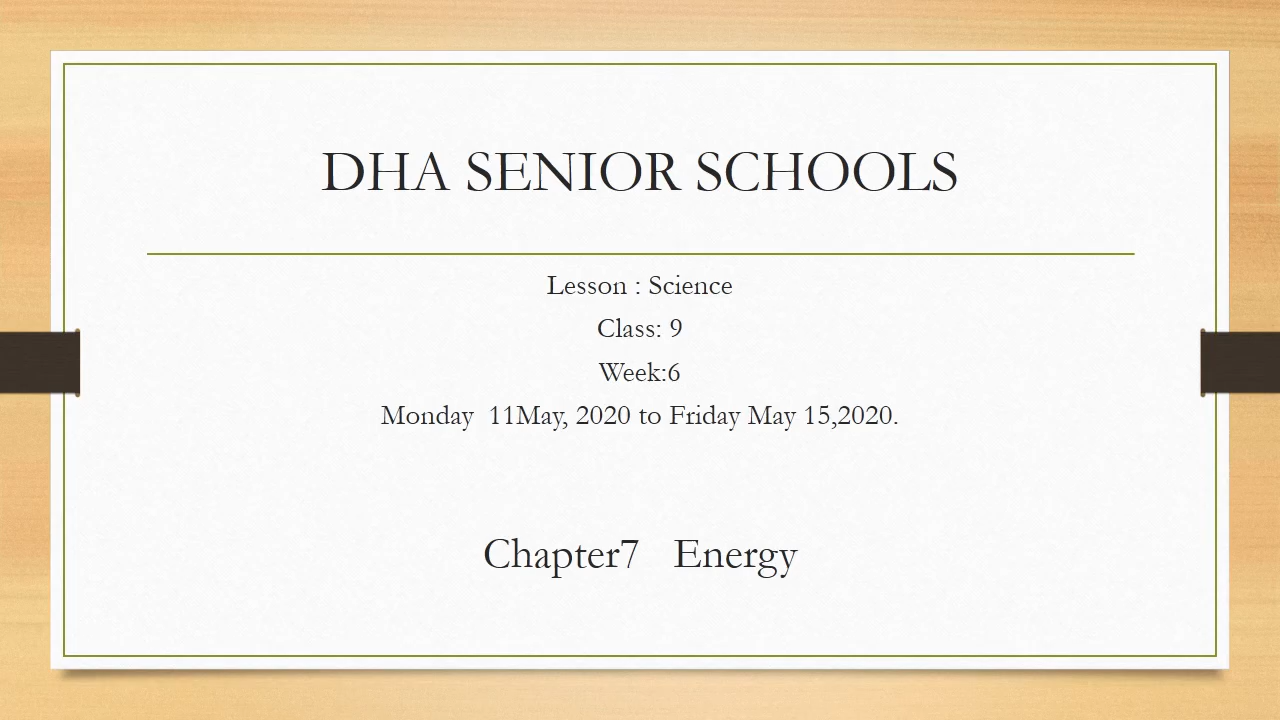 DHA SENIOR SCHOOLS
Lesson : Science
Class: 9
Week:6
Monday  11May, 2020 to Friday May 15,2020.
Chapter7   Energy